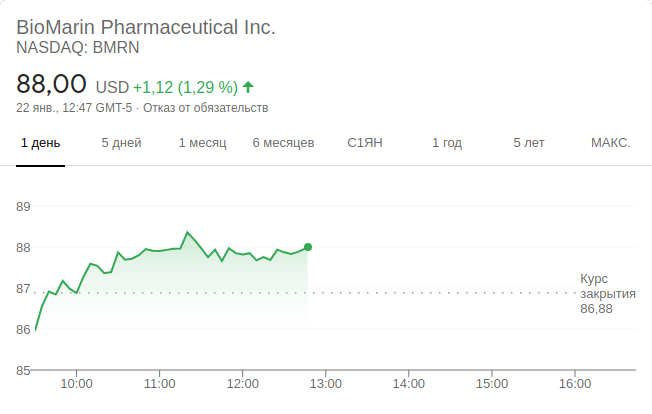 BioMarin Pharmaceutical Inc.
NASDAQ: BMRN
88,00 USD +1,12 (1,29 %)
22 янв., 12:47 GMT-5 · Отказ от обязательств
1 день 5 дней 1 месяц 6 месяцев С1ЯН 1 год 5 лет МАКС.
89
88
87
86
85
Курс
закрытия
86,88
10:00 11:00 12:00 13:00 14:00 15:00 16:00